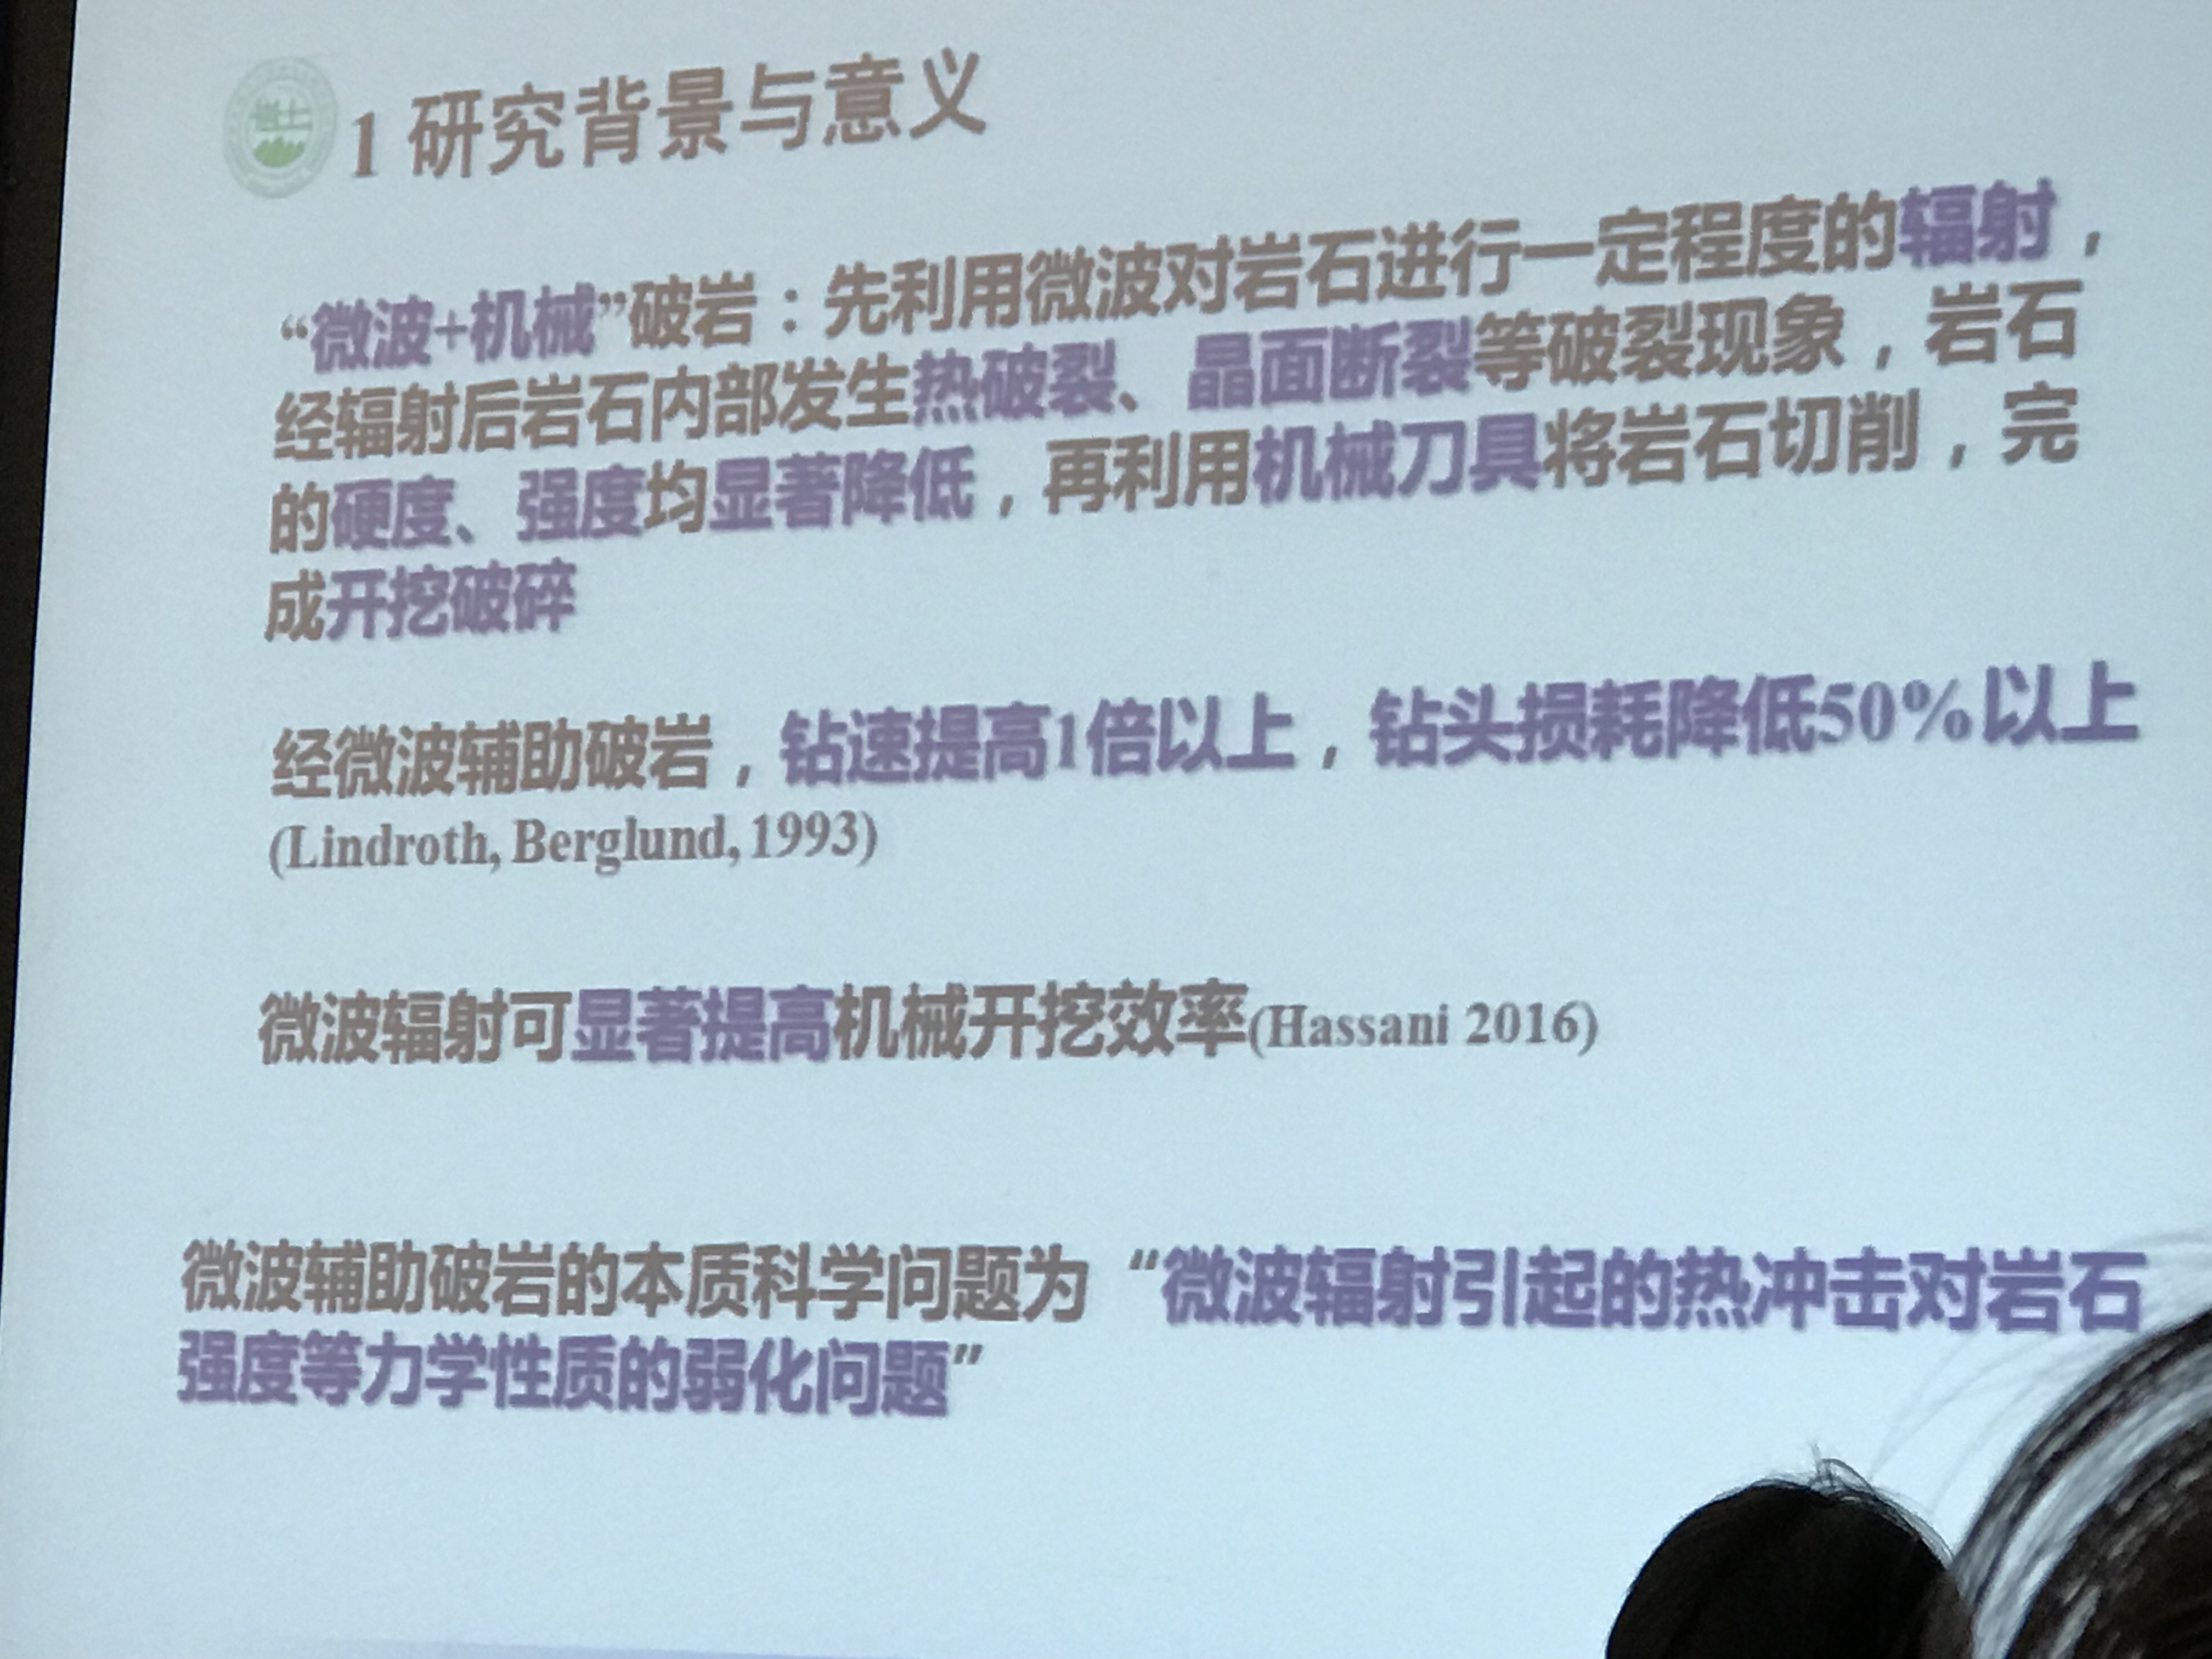 岩土
1 研究背景与意义
“微波+机械”破岩：先利用微波对岩石进行一定程度的辐射，
经辐射后岩石内部发生热破裂、晶面断裂等破裂现象，岩石
的硬度、强度均显著降低，再利用机械刀具将岩石切削，完
成开挖破碎
经微波辅助破岩，钻速提高1倍以上，钻头损耗降低50%以上
(Lindroth, Berglund, 1993)
微波辐射可显著提高机械开挖效率(Hassani 2016)
微波辅助破岩的本质科学问题为“微波辐射引起的热冲击对岩石
强度等力学性质的弱化问题”